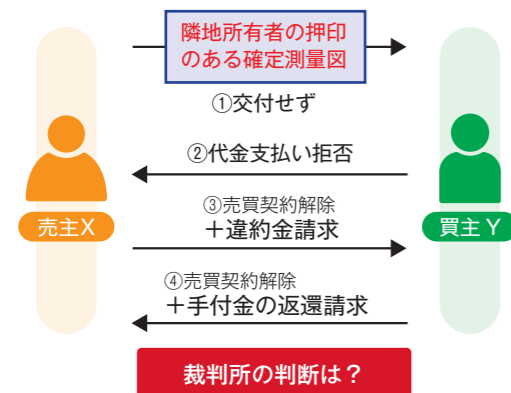 隣地所有者の押印
のある確定測量図
①交付せず
②代金支払い拒否
③売買契約解除
＋違約金請求
売主X
買主Y
④売買契約解除
＋手付金の返還請求
裁判所の判断は？